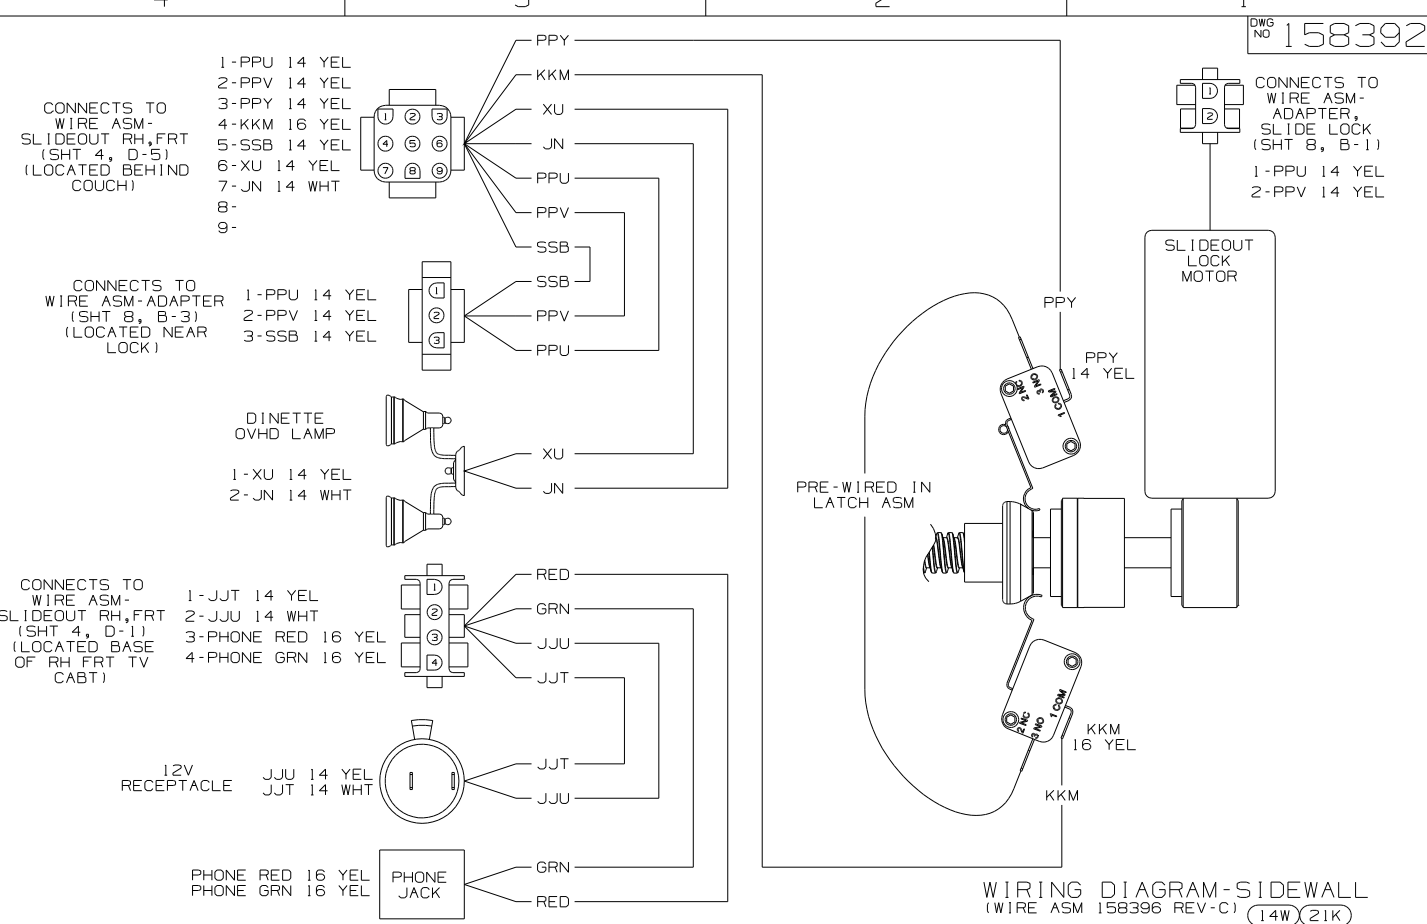 4
3
2
1
DWG
NO
158392
CONNECTS TO
WIRE ASM-
SLIDEOUT RH,FRT
(SHT 4, D-5)
(LOCATED BEHIND
COUCH)
1-PPU 14 YEL
2-PPV 14 YEL
3-PPY 14 YEL
4-KKM 16 YEL
5-SSB 14 YEL
6-XU 14 YEL
7-JN 14 WHT
8-
9-
1 2 3
4 5 6
7 8 9
PPY
KKM
XU
JN
PPU
PPV
SSB
CONNECTS TO
WIRE ASM-ADAPTER
(SHT 8, B-3)
(LOCATED NEAR
LOCK)
1-PPU 14 YEL
2-PPV 14 YEL
3-SSB 14 YEL
1
2
3
SSB
PPV
PPU
DINETTE
OVHD LAMP
1-XU 14 YEL
2-JN 14 WHT
XU
JN
CONNECTS TO
WIRE ASM-
SLIDEOUT RH,FRT
(SHT 4, D-1)
(LOCATED BASE
OF RH FRT TV
CABT)
1-JJT 14 YEL
2-JJU 14 WHT
3-PHONE RED 16 YEL
4-PHONE GRN 16 YEL
1
2
3
4
RED
GRN
JJU
JJT
12V
RECEPTACLE
JJU 14 YEL
JJT 14 WHT
JJT
JJU
PHONE RED 16 YEL
PHONE GRN 16 YEL
PHONE
JACK
GRN
RED
1
2
CONNECTS TO
WIRE ASM-
ADAPTER,
SLIDE LOCK
(SHT 8, B-1)
1-PPU 14 YEL
2-PPV 14 YEL
SLIDEOUT
LOCK
MOTOR
PPY
PPY
14 YEL
2 NC
3 NO
1 COM
PRE-WIRED IN
LATCH ASM
2 NC
3 NO
1 COM
KKM
16 YEL
KKM
WIRING DIAGRAM-SIDEWALL
(WIRE ASM 158396 REV-C)
14W 21K